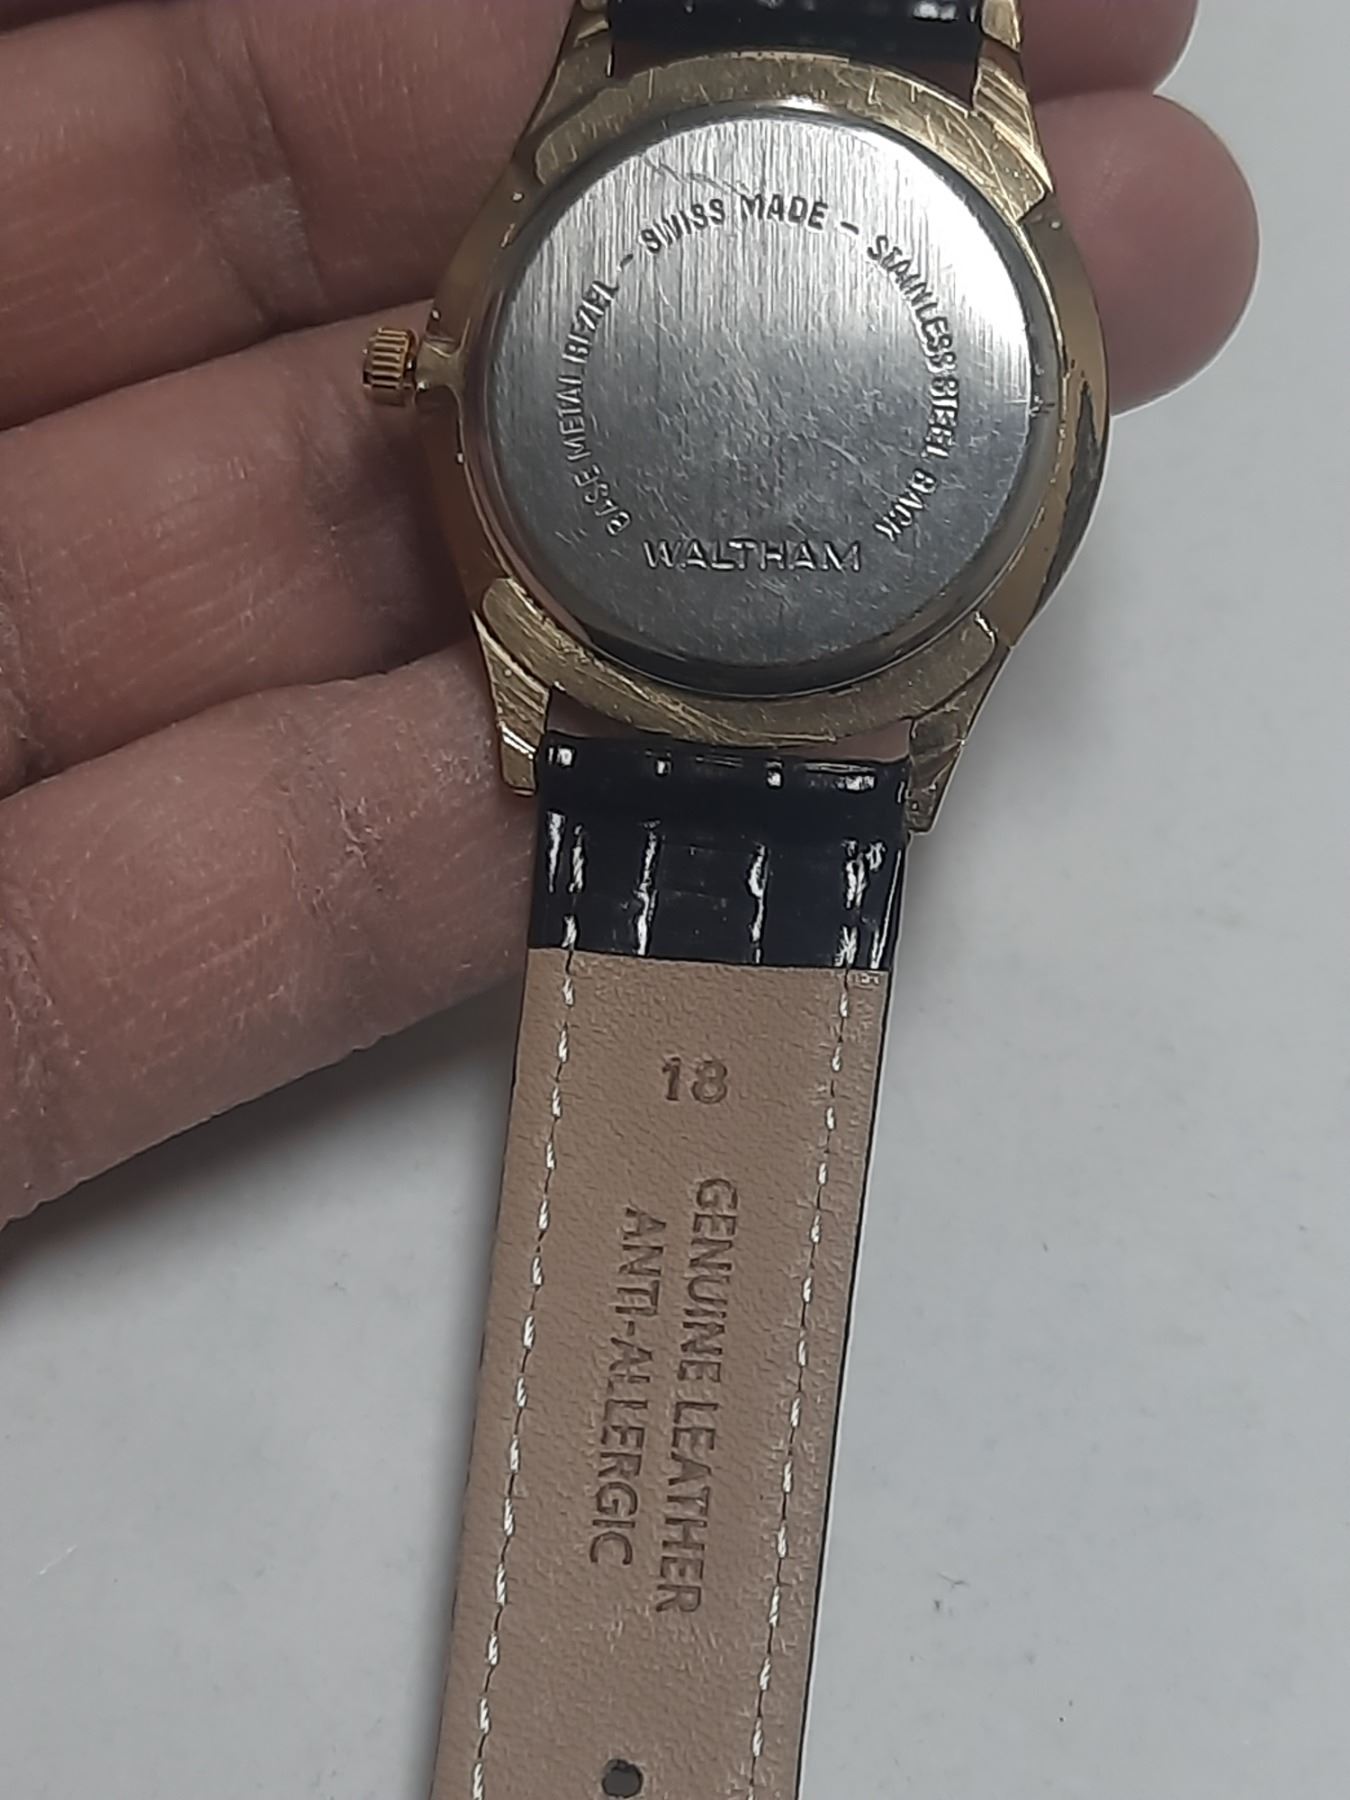 BASE METAL BEZEL - SWISS MADE - STAINLESS STEEL BACK
WALTHAM
18
GENUINE LEATHER
ANTI-ALLERGIC